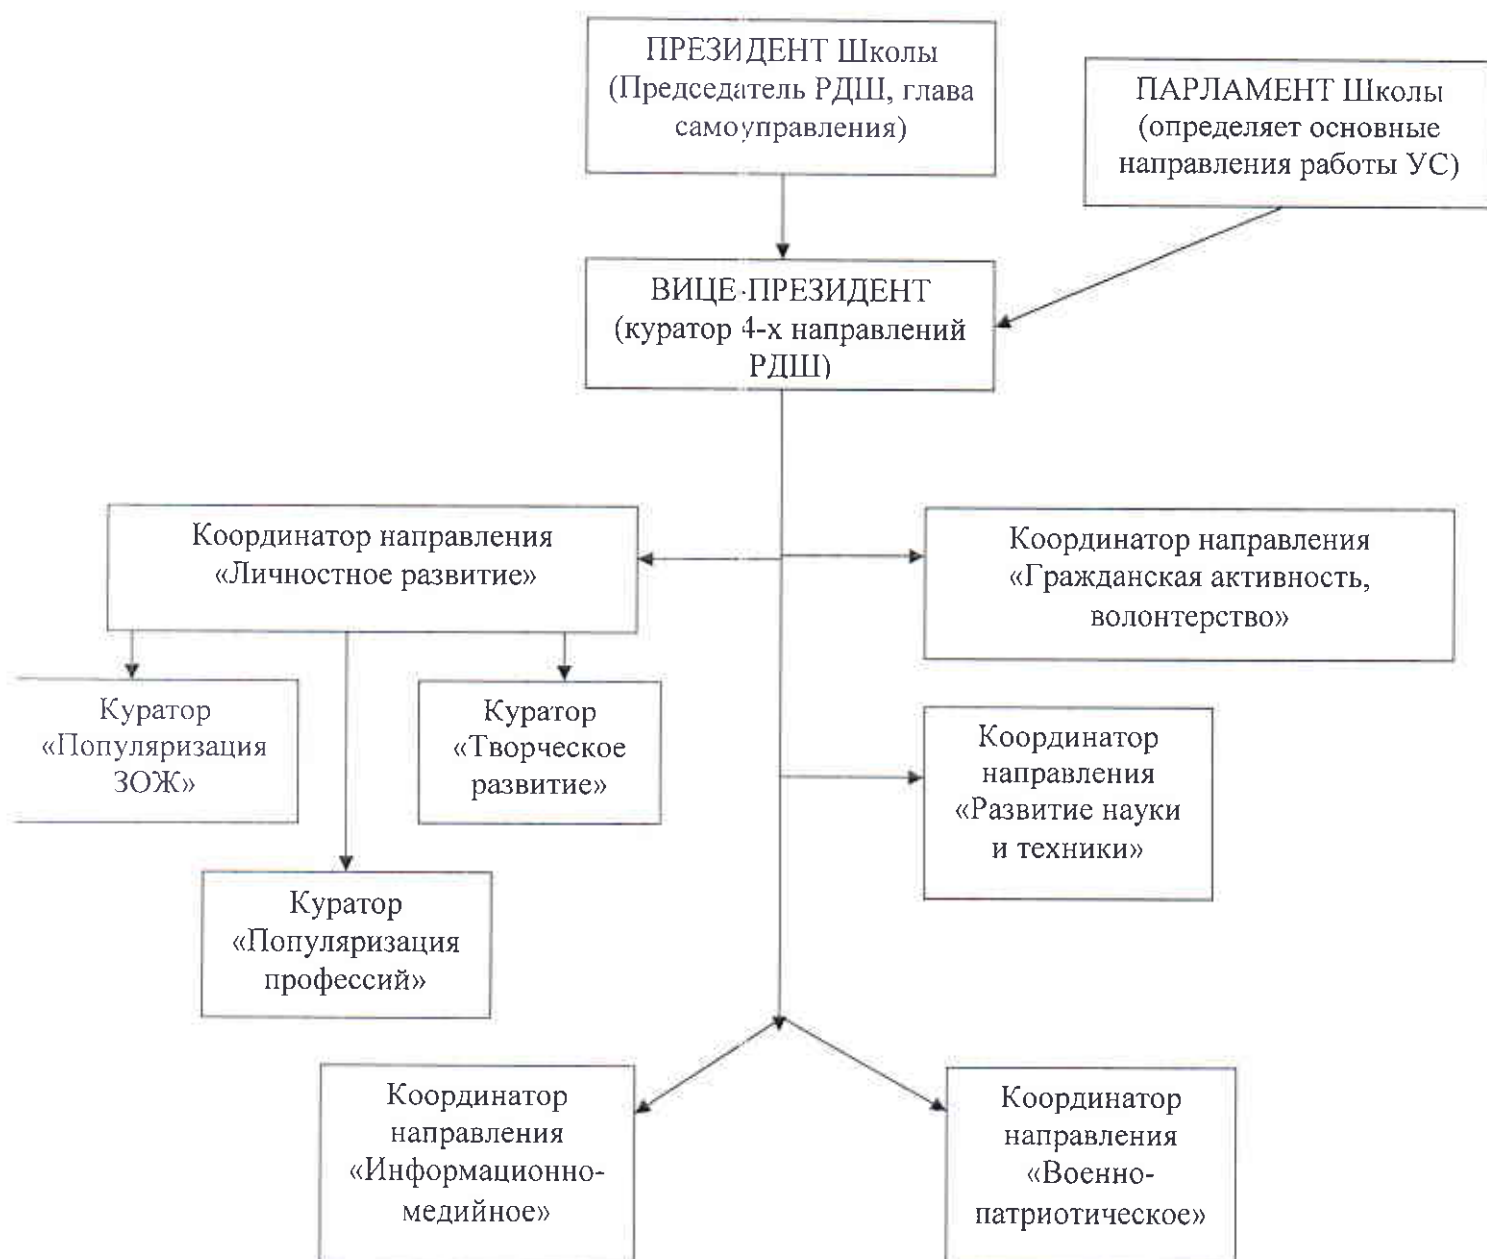 ПРЕЗИДЕНТ Школы
(Председатель РДШ, глава
самоуправления)
ПАРЛАМЕНТ Школы
(определяет основные
направления работы УС)
ВИЦЕ-ПРЕЗИДЕНТ
(куратор 4-х направлений
РДШ)
Координатор направления
«Личностное развитие»
Координатор направления
«Гражданская активность,
волонтерство»
Куратор
«Популяризация
ЗОЖ»
Куратор
«Творческое
развитие»
Координатор
направления
«Развитие науки
и техники»
Куратор
«Популяризация
профессий»
Координатор
направления
«Информационно-
медийное»
Координатор
направления
«Военно-
патриотическое»